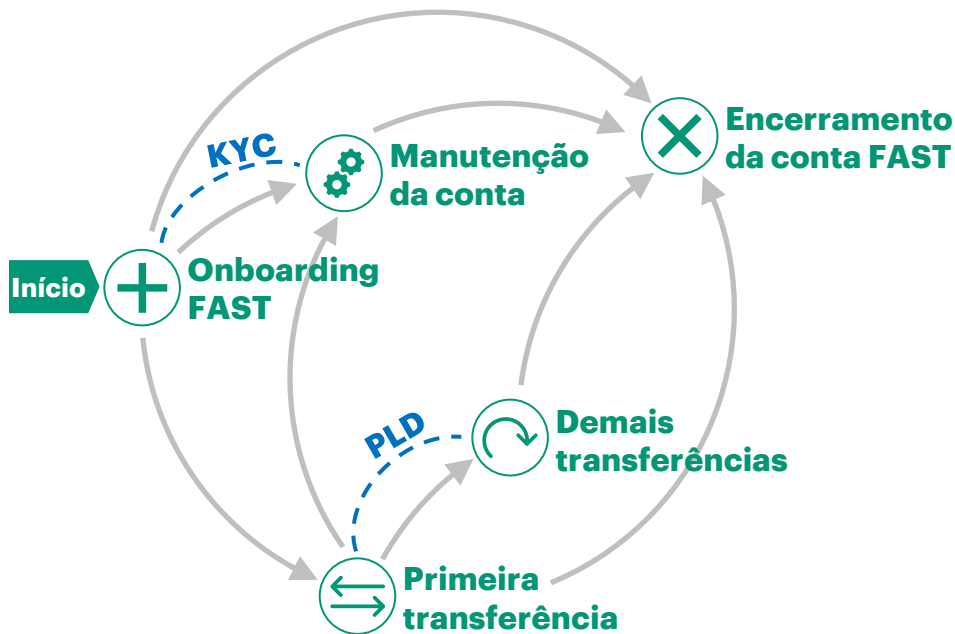 KYC
Manutenção
da conta
Encerramento
da conta FAST
Início
Onboarding
FAST
PLD
Demais
transferências
Primeira
transferência